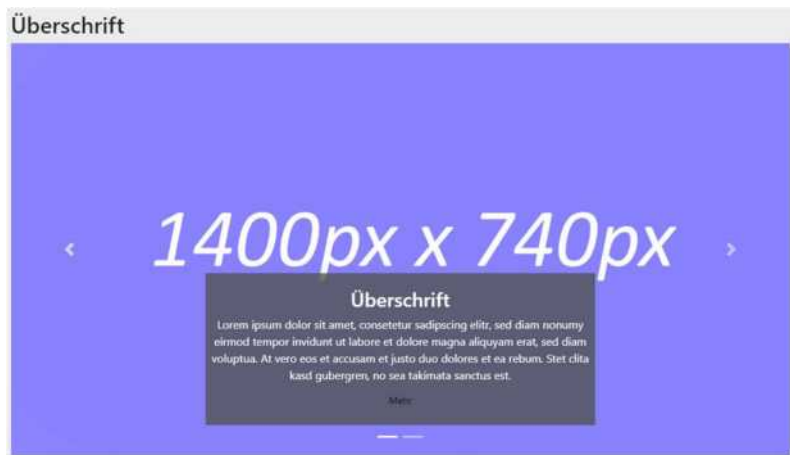 Überschrift
1400px x 740px
Überschrift
Lorem ipsum dolor sit amet, consetetur sadipscing elitr, sed diam nonumy
eirmod tempor invidunt ut labore et dolore magna aliquyam erat, sed diam
voluptua. At vero eos et accusam et justo duo dolores et ea rebum. Stet clita
kasd gubergren, no sea takimata sanctus est.
Mehr